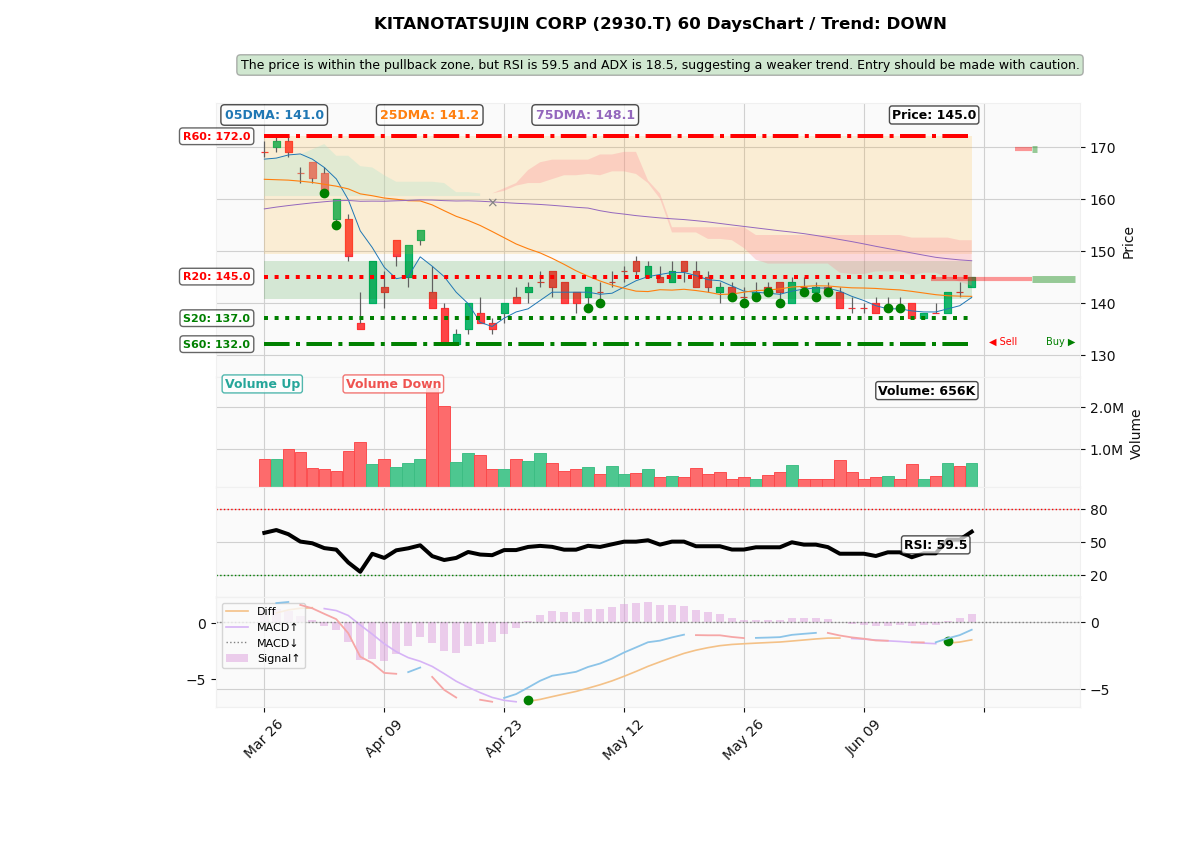 KITANOTATSUJIN CORP (2930.T) 60 DaysChart / Trend: DOWN
The price is within the pullback zone, but RSI is 59.5 and ADX is 18.5, suggesting a weaker trend. Entry should be made with caution.
05DMA: 141.0
25DMA: 141.2
75DMA: 148.1
Price: 145.0
R60: 172.0
R20: 145.0
S20: 137.0
S60: 132.0
170
160
150
140
130
Price
◀ Sell
Buy ▶
Volume Up
Volume Down
Volume: 656K
2.0M
1.0M
Volume
80
50
20
RSI: 59.5
Diff
MACD↑
MACD↓
Signal↑
0
−5
0
−5
Mar 26
Apr 09
Apr 23
May 12
May 26
Jun 09